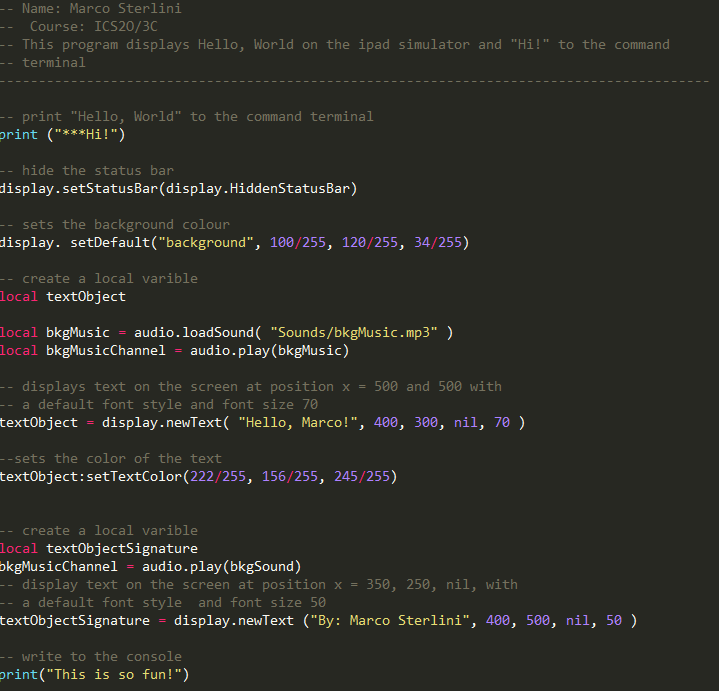 -- Name: Marco Sterlini
--  Course: ICS2O/3C
-- This program displays Hello, World on the ipad simulator and "Hi!" to the command
-- terminal
-----------------------------------------------------------------------------------------
-- print "Hello, World" to the command terminal
print ("***Hi!")
-- hide the status bar
display.setStatusBar(display.HiddenStatusBar)
-- sets the background colour
display. setDefault("background", 100/255, 120/255, 34/255)
-- create a local varible
local textObject
local bkgMusic = audio.loadSound( "Sounds/bkgMusic.mp3" )
local bkgMusicChannel = audio.play(bkgMusic)
-- displays text on the screen at position x = 500 and 500 with
-- a default font style and font size 70
textObject = display.newText( "Hello, Marco!", 400, 300, nil, 70 )
--sets the color of the text
textObject:setTextColor(222/255, 156/255, 245/255)
-- create a local varible
local textObjectSignature
bkgMusicChannel = audio.play(bkgSound)
-- display text on the screen at position x = 350, 250, nil, with
-- a default font style  and font size 50
textObjectSignature = display.newText ("By: Marco Sterlini", 400, 500, nil, 50 )
-- write to the console
print("This is so fun!")